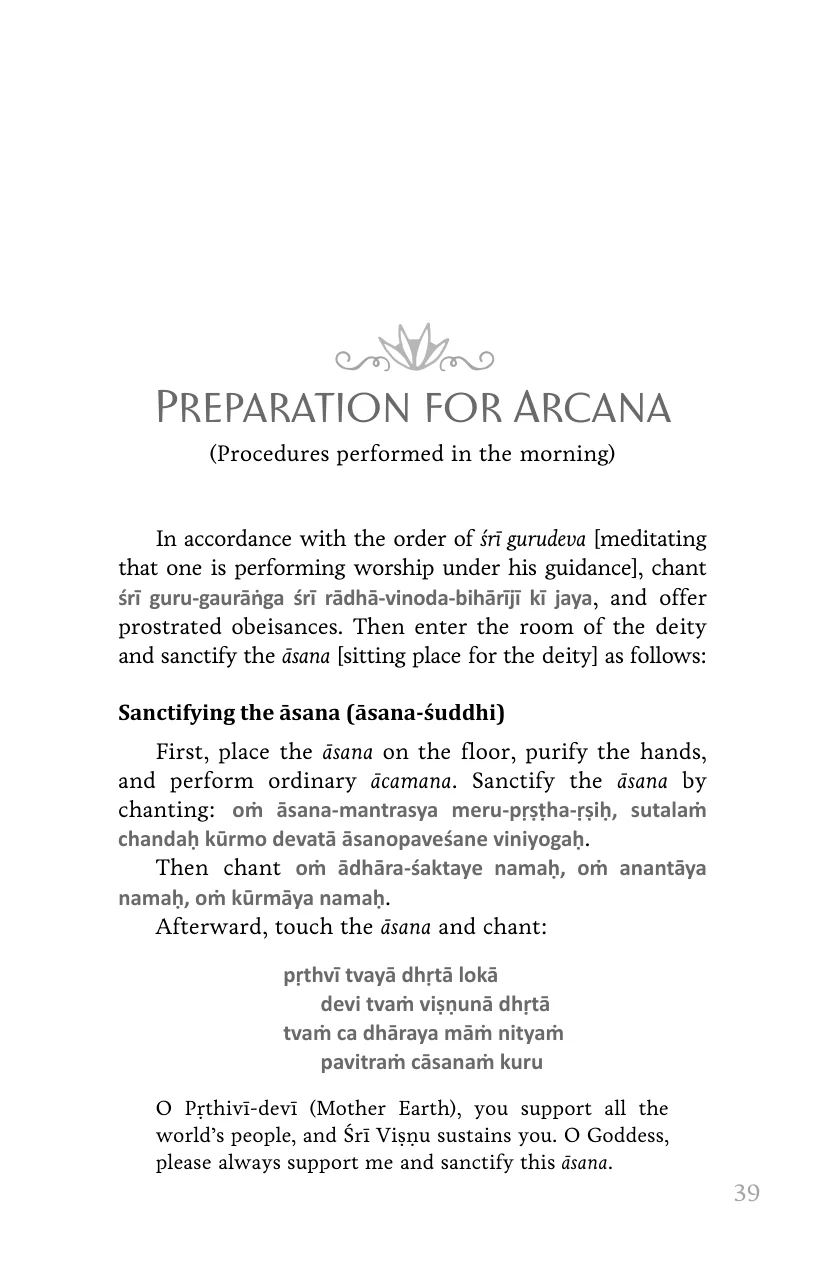 PREPARATION FOR ARCANA
(Procedures performed in the morning)
In accordance with the order of śrī gurudeva [meditating
that one is performing worship under his guidance], chant
śrī guru-gaurāṅga śrī rādhā-vinoda-bihārījī kī jaya, and offer
prostrated obeisances. Then enter the room of the deity
and sanctify the āsana [sitting place for the deity] as follows:
Sanctifying the āsana (āsana-śuddhi)
First, place the āsana on the floor, purify the hands,
and perform ordinary ācamana. Sanctify the āsana by
chanting: oṁ āsana-mantrasya meru-pṛṣṭha-ṛṣiḥ, sutalaṁ
chandaḥ kūrmo devatā āsanopaveśane viniyogaḥ.
Then chant oṁ ādhāra-śaktaye namaḥ, oṁ anantāya
namaḥ, oṁ kūrmāya namaḥ.
Afterward, touch the āsana and chant:
pṛthvī tvayā dhṛtā lokā
devi tvaṁ viṣṇunā dhṛtā
tvaṁ ca dhāraya māṁ nityaṁ
pavitraṁ cāsanaṁ kuru
O Pṛthivī-devī (Mother Earth), you support all the
world’s people, and Śrī Viṣṇu sustains you. O Goddess,
please always support me and sanctify this āsana.
39